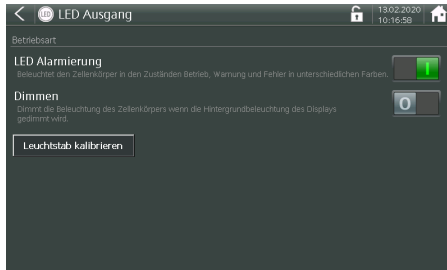 LED Ausgang
13.02.2020
10:16:58
Betriebsart
LED Alarmierung
Beleuchtet den Zellenkörper in den Zuständen Betrieb, Warnung und Fehler in unterschiedlichen Farben.
I
Dimmen
Dimmt die Beleuchtung des Zellenkörpers wenn die Hintergrundbeleuchtung des Displays
gedimmt wird.
0
Leuchtstab kalibrieren